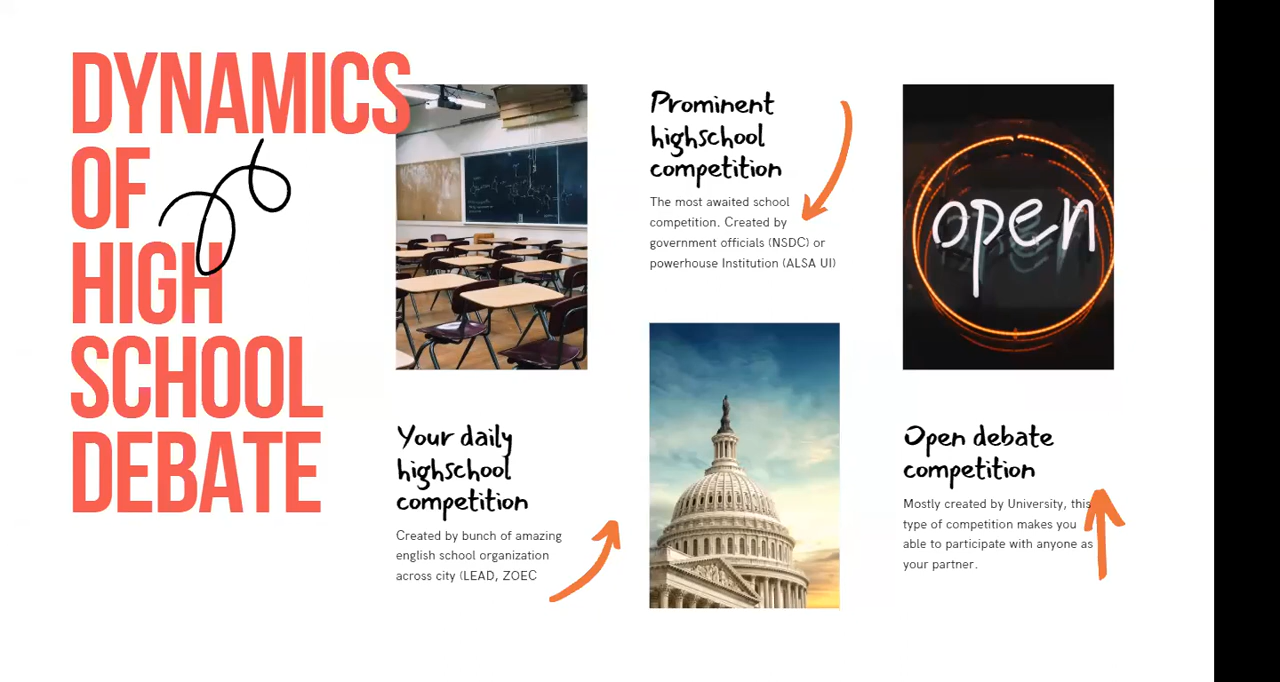 DYNAMICS
OF
HIGH
SCHOOL
DEBATE
Your daily
highschool
competition
Created by bunch of amazing
english school organization
across city (LEAD, ZOEC
Prominent
highschool
competition
The most awaited school
competition. Created by
government officials (NSDC) or
powerhouse Institution (ALSA UI)
open
Open debate
competition
Mostly created by University, this
type of competition makes you
able to participate with anyone as
your partner.